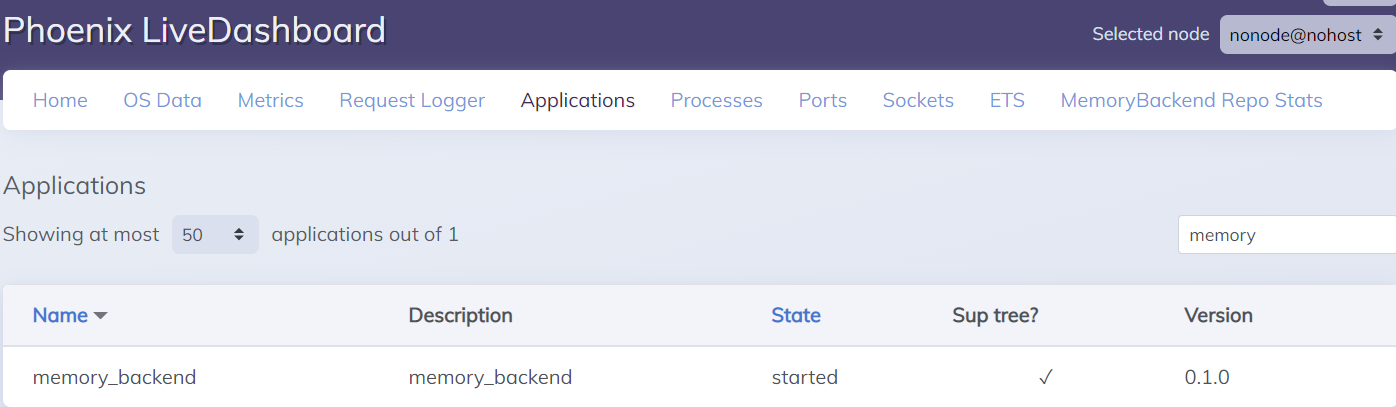 Phoenix LiveDashboard
Selected node nonode@nohost
Home OS Data Metrics Request Logger Applications Processes Ports Sockets ETS MemoryBackend Repo Stats
Applications
Showing at most 50 applications out of 1 memory
Name Description State Sup tree? Version
memory_backend memory_backend started ✓ 0.1.0